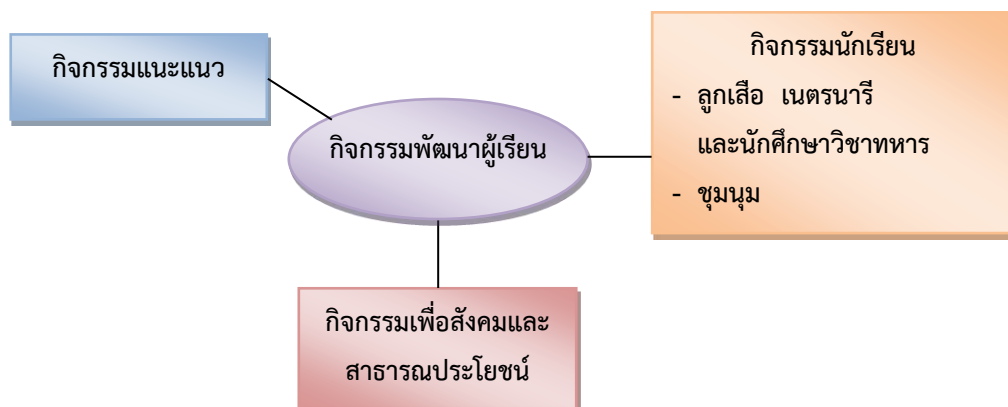 กิจกรรมแนะแนว
กิจกรรมพัฒนาผู้เรียน
กิจกรรมนักเรียน
- ลูกเสือ เนตรนารี
และนักศึกษาวิชาทหาร
- ชุมนุม
กิจกรรมเพื่อสังคมและ
สาธารณประโยชน์